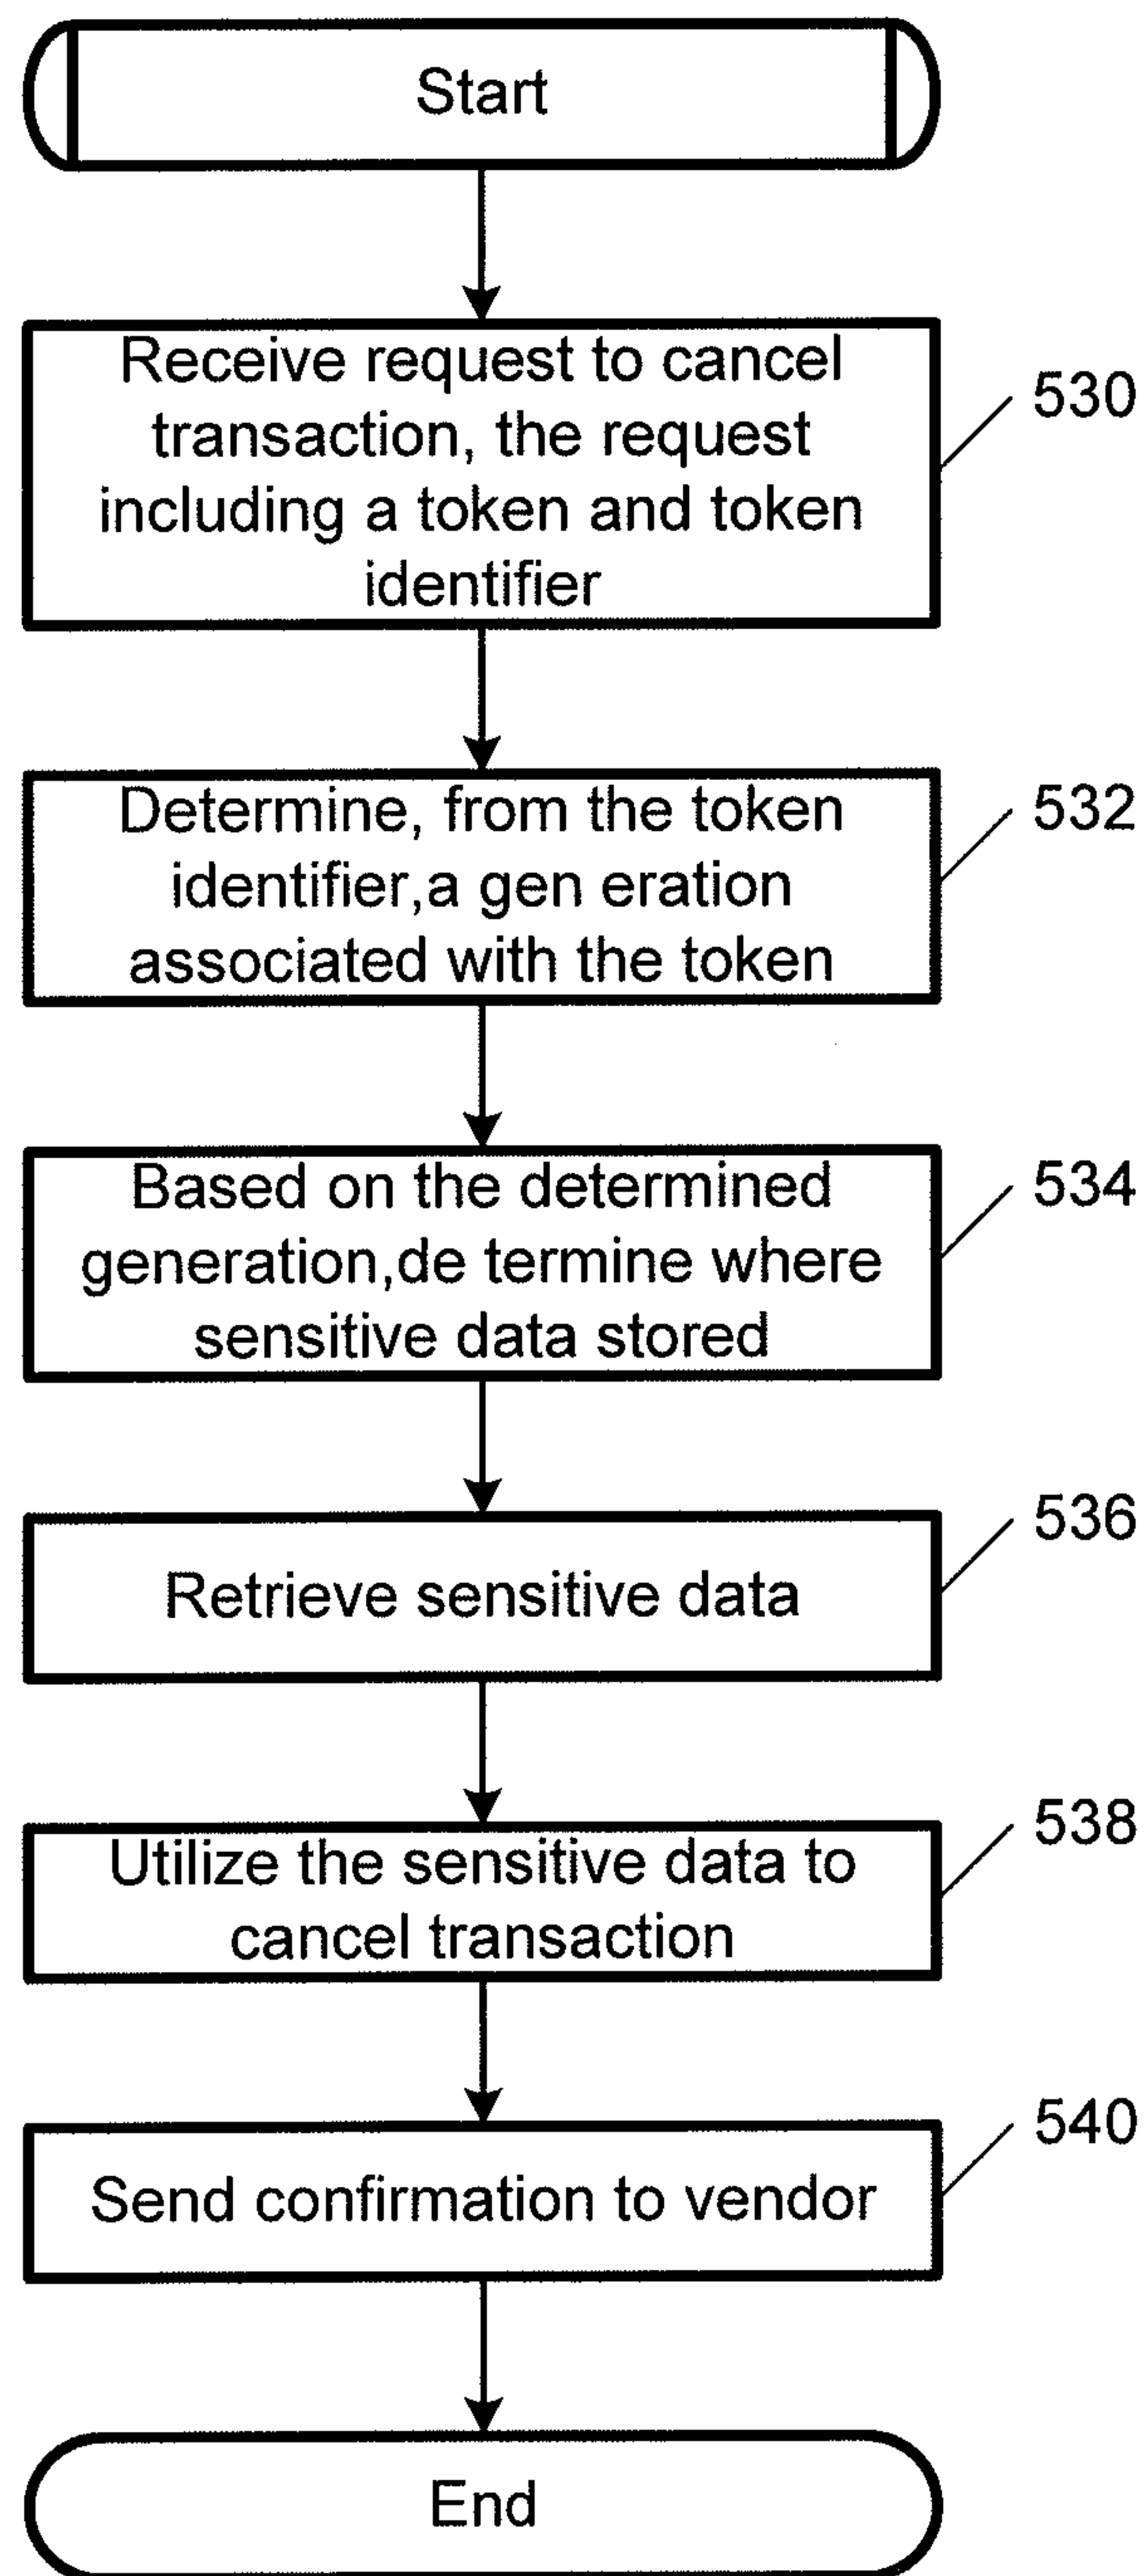 Start
Receive request to cancel
transaction, the request
including a token and token
identifier
530
Determine, from the token
identifier,a gen eration
associated with the token
532
Based on the determined
generation,de termine where
sensitive data stored
534
Retrieve sensitive data
536
Utilize the sensitive data to
cancel transaction
538
Send confirmation to vendor
540
End